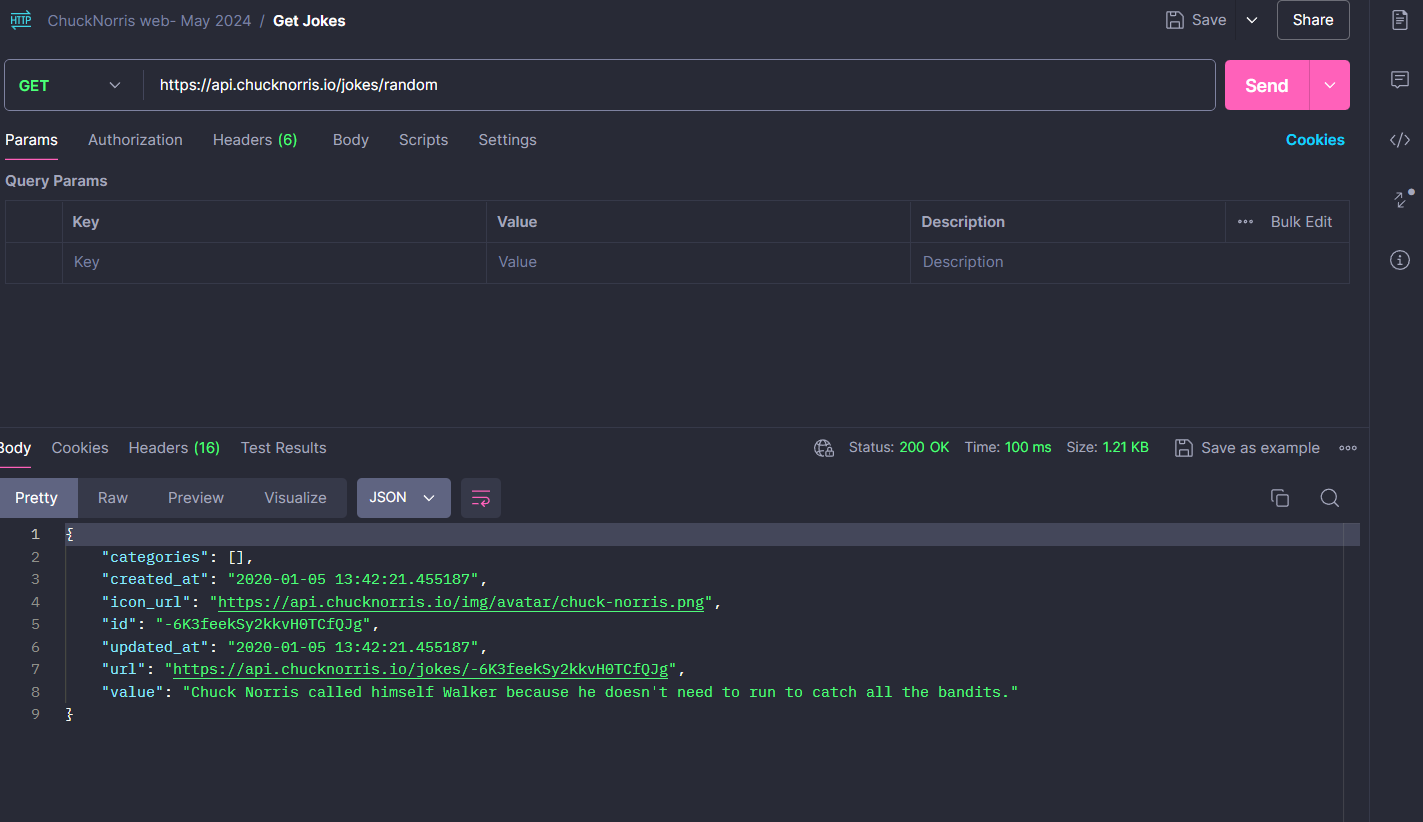 HTTP ChuckNorris web- May 2024 / Get Jokes Save Share
GET https://api.chucknorris.io/jokes/random Send
Params Authorization Headers (6) Body Scripts Settings Cookies
Query Params
Key Value Description Bulk Edit
Key Value Description
Body Cookies Headers (16) Test Results Status: 200 OK Time: 100 ms Size: 1.21 KB Save as example
Pretty Raw Preview Visualize JSON
1 {
2 "categories": [],
3 "created_at": "2020-01-05 13:42:21.455187",
4 "icon_url": "https://api.chucknorris.io/img/avatar/chuck-norris.png",
5 "id": "-6K3feekSy2kkvH0TCfQJg",
6 "updated_at": "2020-01-05 13:42:21.455187",
7 "url": "https://api.chucknorris.io/jokes/-6K3feekSy2kkvH0TCfQJg",
8 "value": "Chuck Norris called himself Walker because he doesn't need to run to catch all the bandits."
9 }